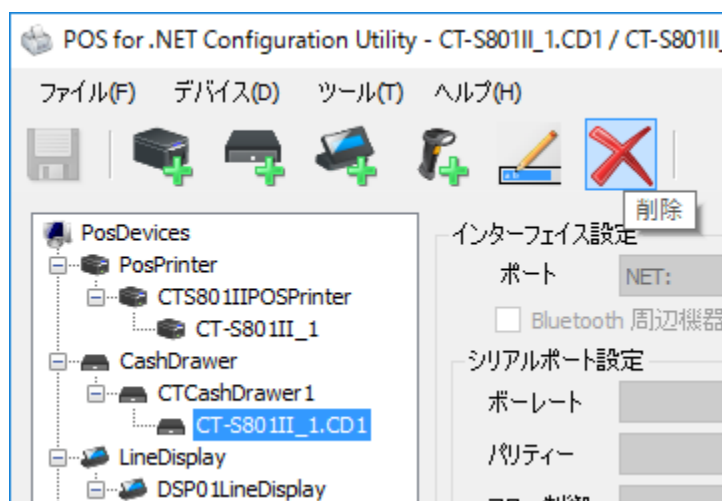 POS for .NET Configuration Utility - CT-S801II_1.CD1 / CT-S801II_
ファイル(F) デバイス(D) ツール(T) ヘルプ(H)
削除
PosDevices
PosPrinter
CTS801IIPOSPrinter
CT-S801II_1
CashDrawer
CTCashDrawer1
CT-S801II_1.CD1
LineDisplay
DSP01LineDisplay
インターフェイス設定
ポート NET:
Bluetooth 周辺機器
シリアルポート設定
ボーレート
パリティー